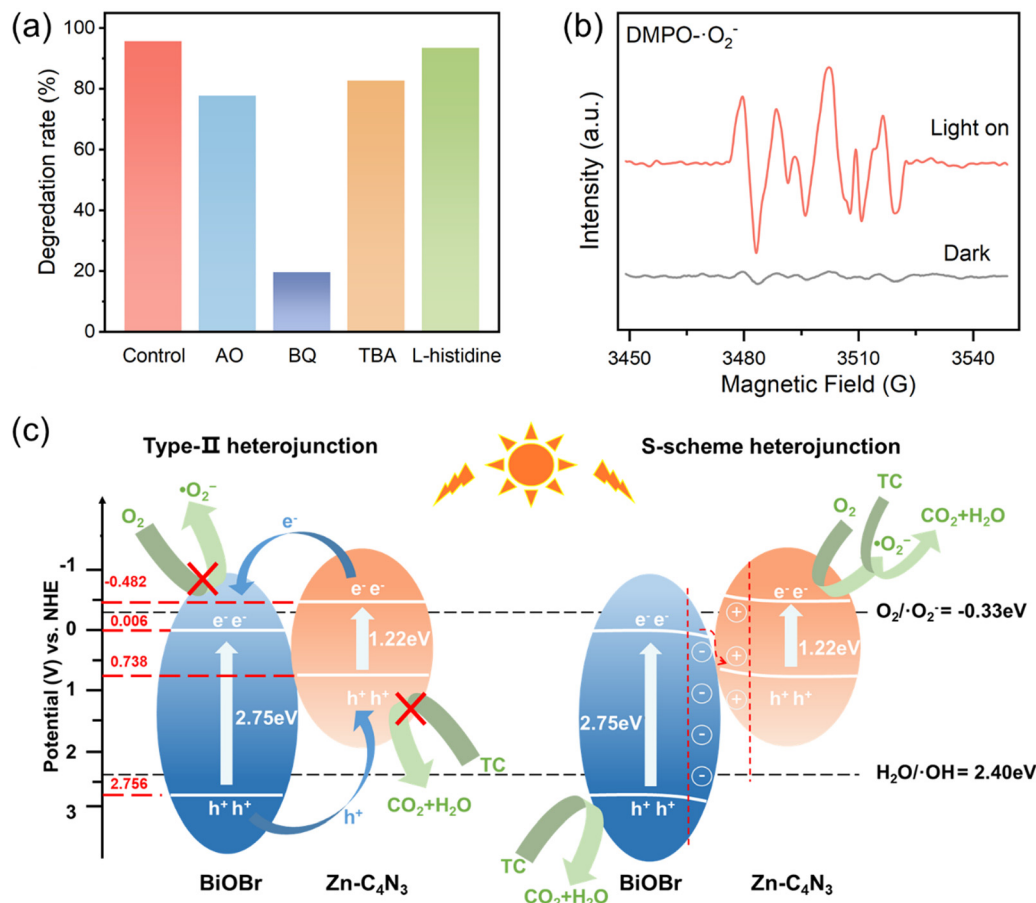 (a)
Degredation rate (%)
100
80
60
40
20
0
Control AO BQ TBA L-histidine
(b)
DMPO-·O₂⁻
Intensity (a.u.)
Light on
Dark
3450 3480 3510 3540
Magnetic Field (G)
(c)
Type-Ⅱ heterojunction
S-scheme heterojunction
Potential (V) vs. NHE
-1
0
1
2
3
-0.482
0.006
0.738
2.756
O₂
•O₂⁻
e⁻
e⁻ e⁻
e⁻ e⁻
1.22eV
2.75eV
h⁺ h⁺
h⁺ h⁺
h⁺
TC
CO₂+H₂O
BiOBr
Zn-C₄N₃
O₂
TC
•O₂⁻
CO₂+H₂O
e⁻ e⁻
e⁻ e⁻
1.22eV
2.75eV
h⁺ h⁺
h⁺ h⁺
+
+
+
-
-
-
-
O₂/·O₂⁻= -0.33eV
H₂O/·OH= 2.40eV
TC
CO₂+H₂O
BiOBr
Zn-C₄N₃